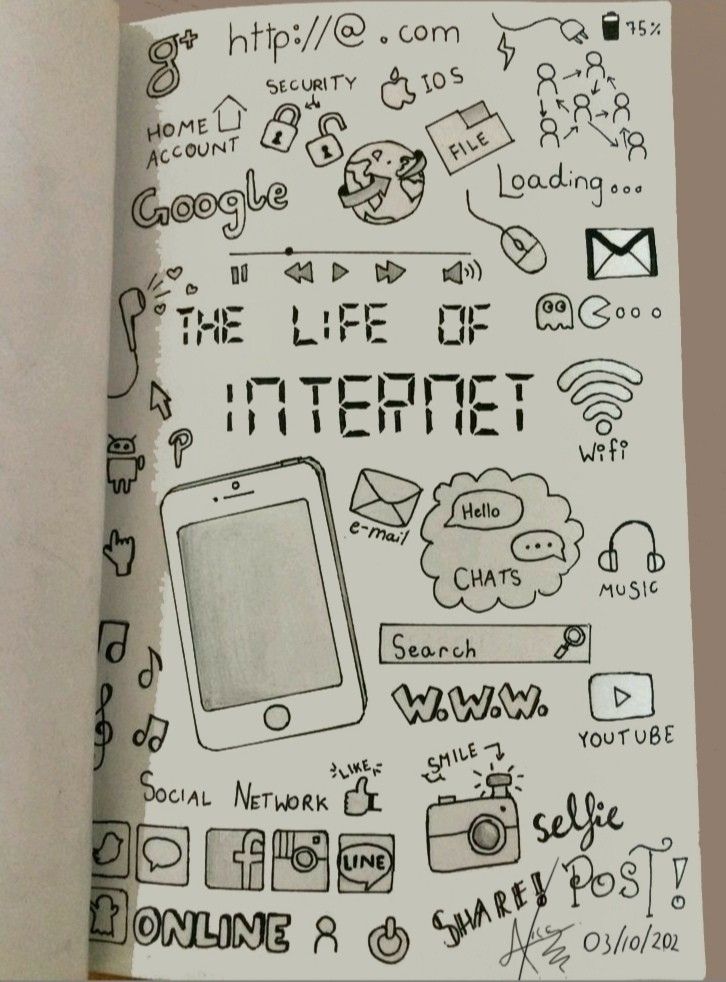 g+
http://@.com
75%
SECURITY
IOS
HOME
ACCOUNT
FILE
Google
Loading...
THE LIFE OF
INTERNET
Wifi
e-mail
Hello
...
CHATS
MUSIC
Search
W.W.W.
YOUTUBE
SMILE
LIKE
SOCIAL NETWORK
selfie
f
LINE
SHARE!
POST!
ONLINE
03/10/202